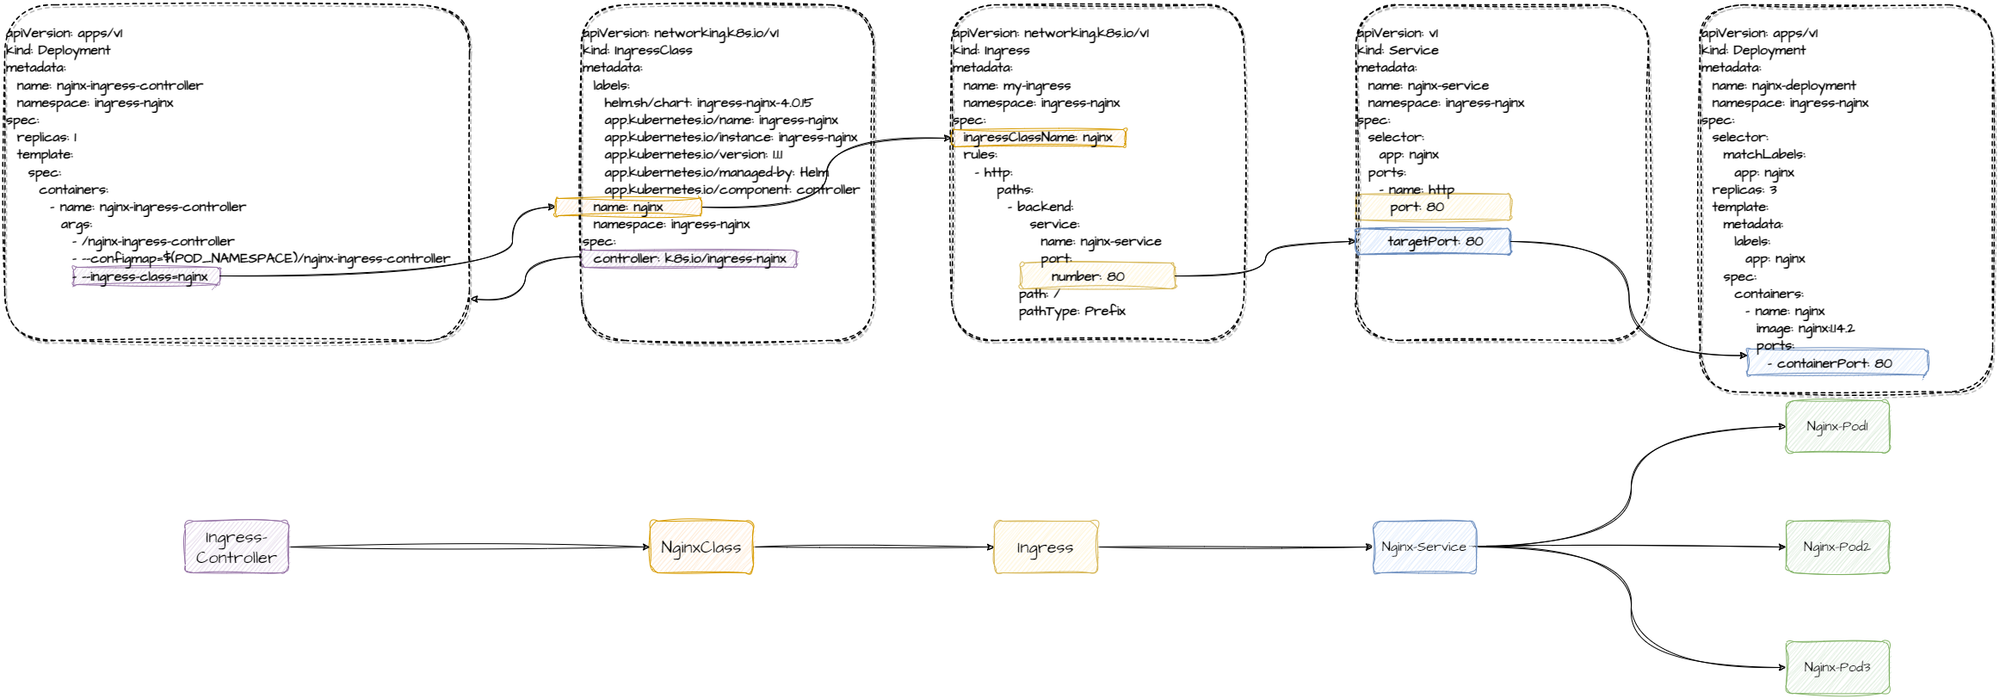 apiVersion: apps/v1
kind: Deployment
metadata:
  name: nginx-ingress-controller
  namespace: ingress-nginx
spec:
  replicas: 1
  template:
    spec:
      containers:
        - name: nginx-ingress-controller
          args:
            - /nginx-ingress-controller
            - --configmap=$(POD_NAMESPACE)/nginx-ingress-controller
            - --ingress-class=nginx
apiVersion: networking.k8s.io/v1
kind: IngressClass
metadata:
  labels:
    helm.sh/chart: ingress-nginx-4.0.15
    app.kubernetes.io/name: ingress-nginx
    app.kubernetes.io/instance: ingress-nginx
    app.kubernetes.io/version: 1.1.1
    app.kubernetes.io/managed-by: Helm
    app.kubernetes.io/component: controller
  name: nginx
  namespace: ingress-nginx
spec:
  controller: k8s.io/ingress-nginx
apiVersion: networking.k8s.io/v1
kind: Ingress
metadata:
  name: my-ingress
  namespace: ingress-nginx
spec:
  ingressClassName: nginx
  rules:
    - http:
        paths:
          - backend:
              service:
                name: nginx-service
                port:
                  number: 80
            path: /
            pathType: Prefix
apiVersion: v1
kind: Service
metadata:
  name: nginx-service
  namespace: ingress-nginx
spec:
  selector:
    app: nginx
  ports:
    - name: http
      port: 80
      targetPort: 80
apiVersion: apps/v1
kind: Deployment
metadata:
  name: nginx-deployment
  namespace: ingress-nginx
spec:
  selector:
    matchLabels:
      app: nginx
  replicas: 3
  template:
    metadata:
      labels:
        app: nginx
    spec:
      containers:
        - name: nginx
          image: nginx:1.14.2
          ports:
            - containerPort: 80
Nginx-Pod1
Ingress-
Controller
NginxClass
Ingress
Nginx-Service
Nginx-Pod2
Nginx-Pod3